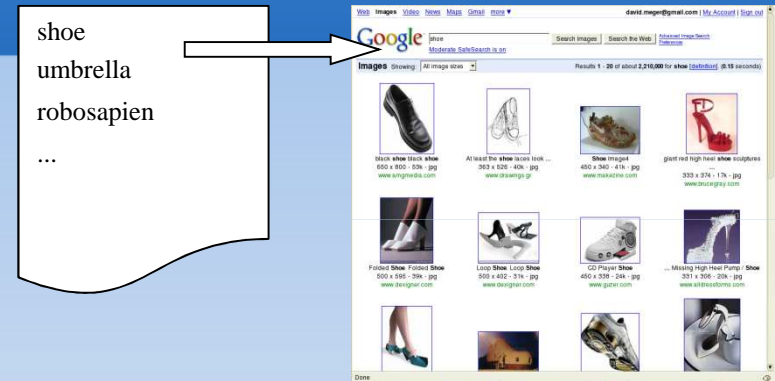 shoe
umbrella
robosapien
...
Web Images Video News Maps Gmail more ▼
david.meger@gmail.com | My Account | Sign out
Google
shoe
Search Images
Search the Web
Advanced Image Search
Preferences
Moderate SafeSearch is on
Images Showing: All image sizes
Results 1 - 20 of about 2,210,000 for shoe [definition]. (0.15 seconds)
black shoe black shoe
650 x 800 - 53k - jpg
www.amgmedia.com
At least the shoe laces look ...
363 x 526 - 40k - jpg
www.drawings.gr
Shoe Image4
450 x 340 - 41k - jpg
www.makezine.com
giant red high heel shoe sculptures
...
333 x 374 - 17k - jpg
www.brucegray.com
Folded Shoe. Folded Shoe
500 x 595 - 39k - jpg
www.dexigner.com
Loop Shoe. Loop Shoe
500 x 402 - 31k - jpg
www.dexigner.com
CD Player Shoe
450 x 338 - 24k - jpg
www.guzer.com
... Missing High Heel Pump / Shoe
331 x 306 - 20k - jpg
Done